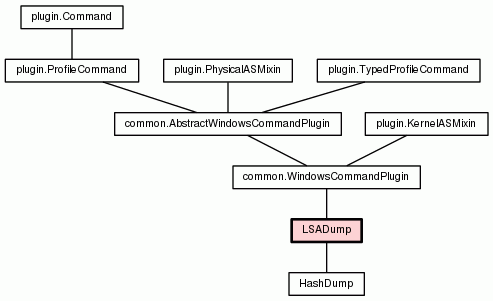 plugin.Command
plugin.ProfileCommand
plugin.PhysicalASMixin
plugin.TypedProfileCommand
common.AbstractWindowsCommandPlugin
plugin.KernelASMixin
common.WindowsCommandPlugin
LSADump
HashDump